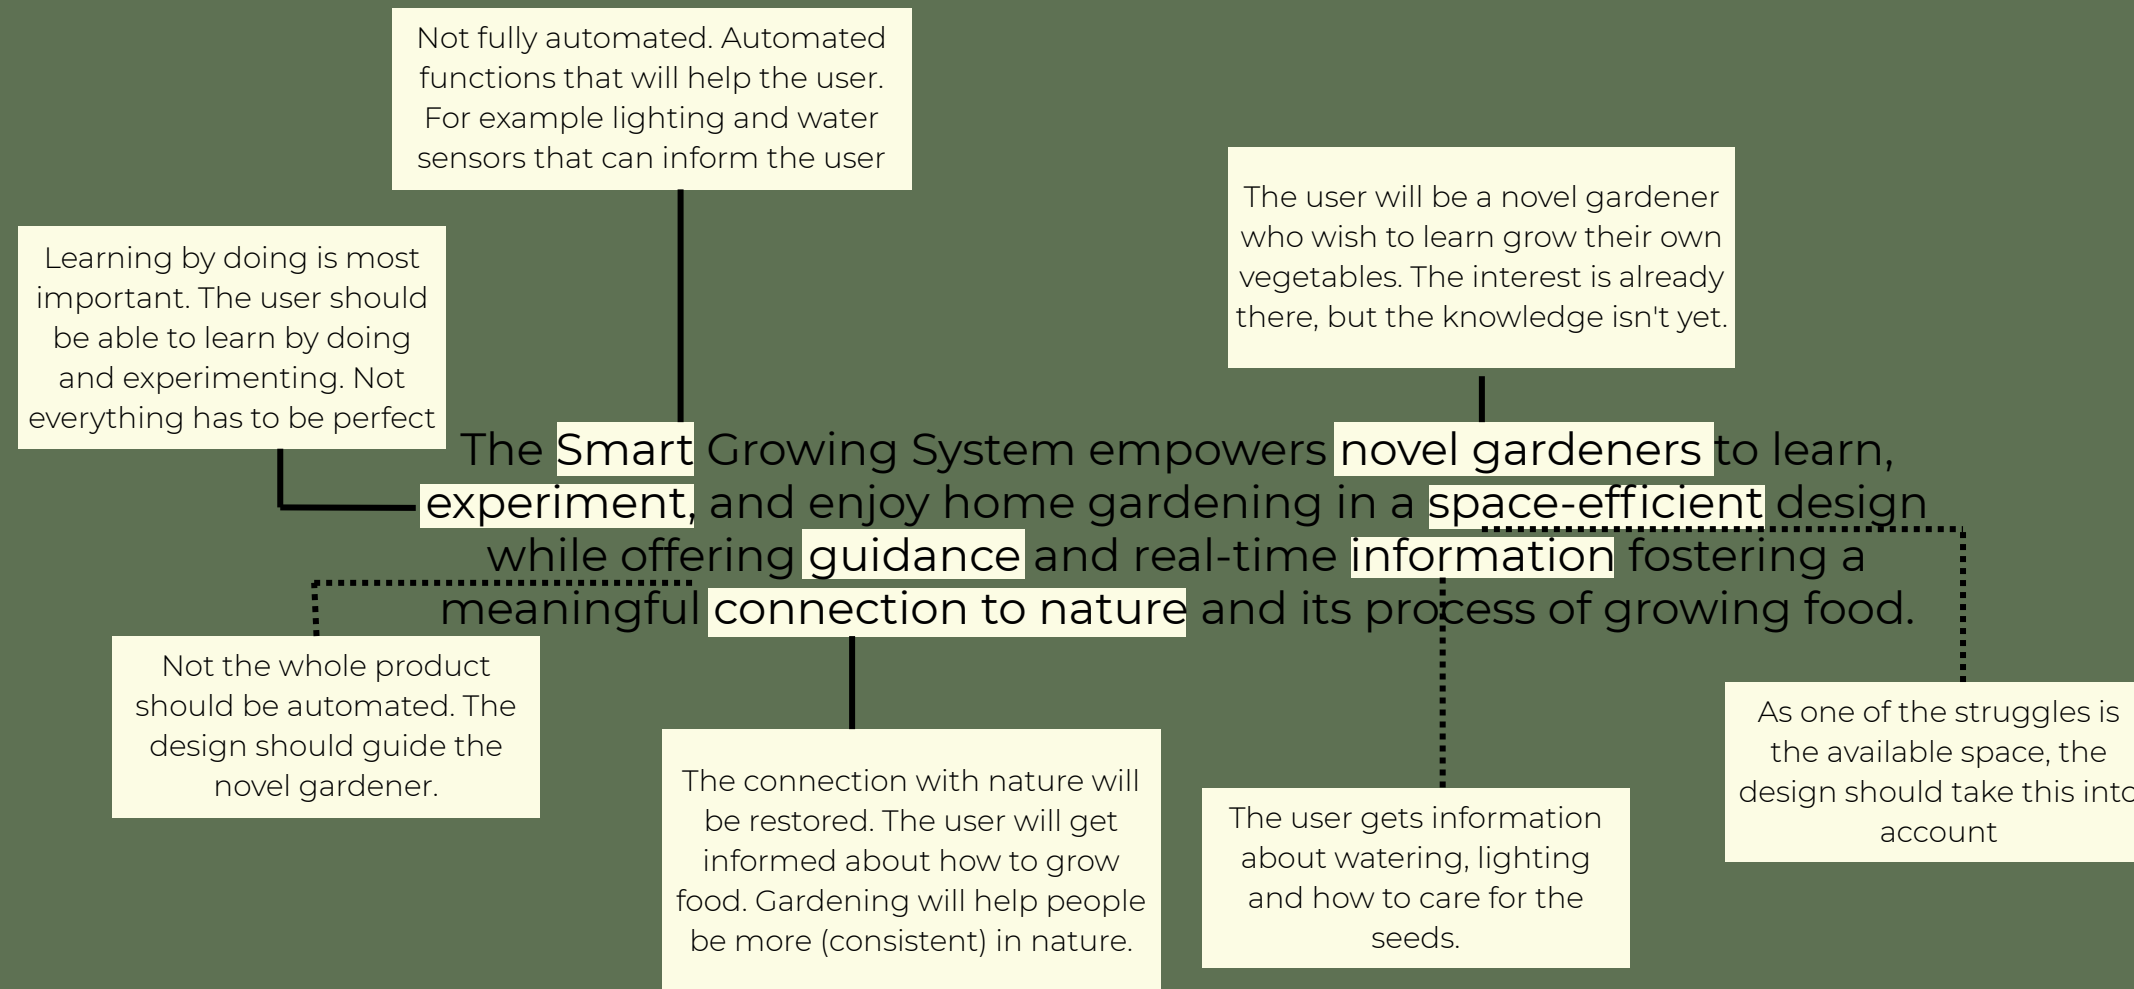 Not fully automated. Automated
functions that will help the user.
For example lighting and water
sensors that can inform the user
The user will be a novel gardener
who wish to learn grow their own
vegetables. The interest is already
there, but the knowledge isn't yet.
Learning by doing is most
important. The user should
be able to learn by doing
and experimenting. Not
everything has to be perfect
The Smart Growing System empowers novel gardeners to learn,
experiment, and enjoy home gardening in a space-efficient design
while offering guidance and real-time information fostering a
meaningful connection to nature and its process of growing food.
Not the whole product
should be automated. The
design should guide the
novel gardener.
The connection with nature will
be restored. The user will get
informed about how to grow
food. Gardening will help people
be more (consistent) in nature.
The user gets information
about watering, lighting
and how to care for the
seeds.
As one of the struggles is
the available space, the
design should take this into
account